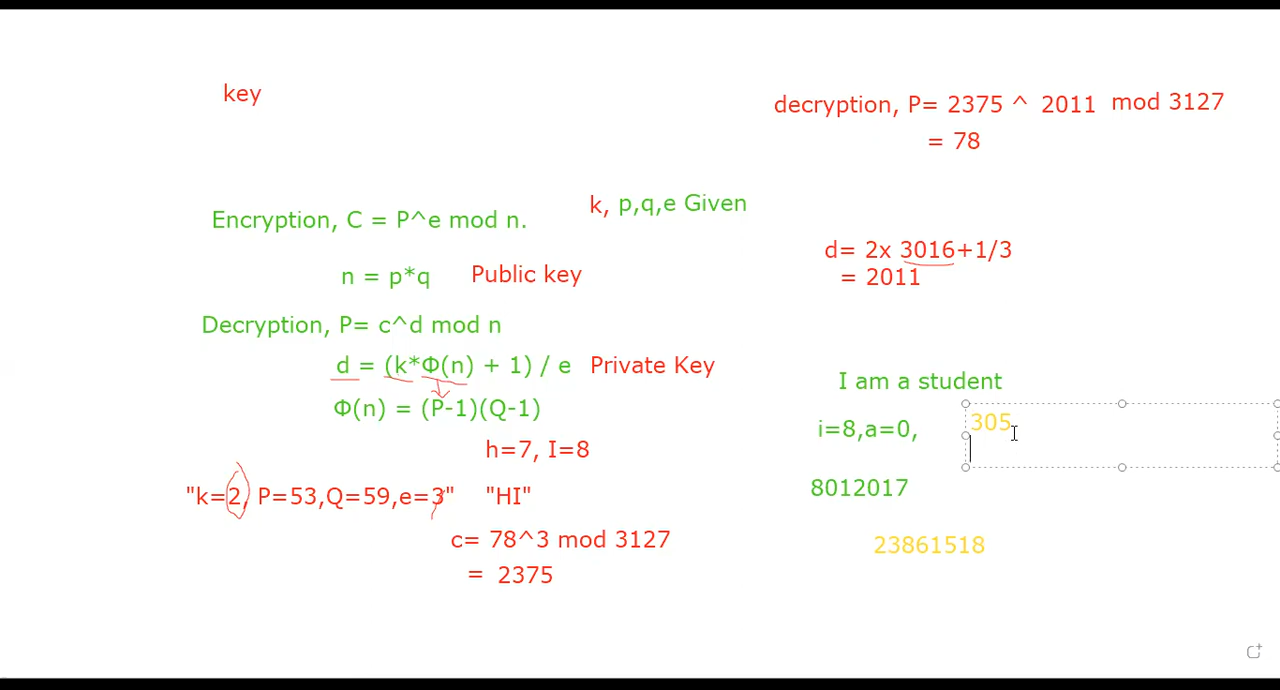 key
decryption, P= 2375 ^ 2011 mod 3127
= 78
k, p,q,e Given
Encryption, C = P^e mod n.
d= 2x 3016+1/3
= 2011
n = p*q Public key
Decryption, P= c^d mod n
d = (k*Φ(n) + 1) / e Private Key
I am a student
Φ(n) = (P-1)(Q-1)
305
i=8,a=0,
h=7, I=8
8012017
"k=2, P=53,Q=59,e=3" "HI"
c= 78^3 mod 3127
23861518
= 2375